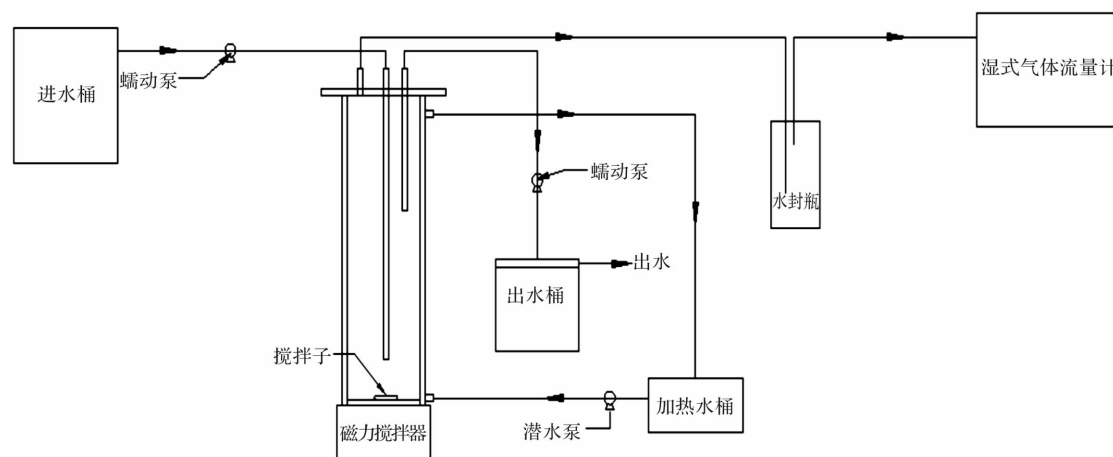 进水桶
蠕动泵
湿式气体流量计
水封瓶
蠕动泵
出水
出水桶
搅拌子
磁力搅拌器
潜水泵
加热水桶